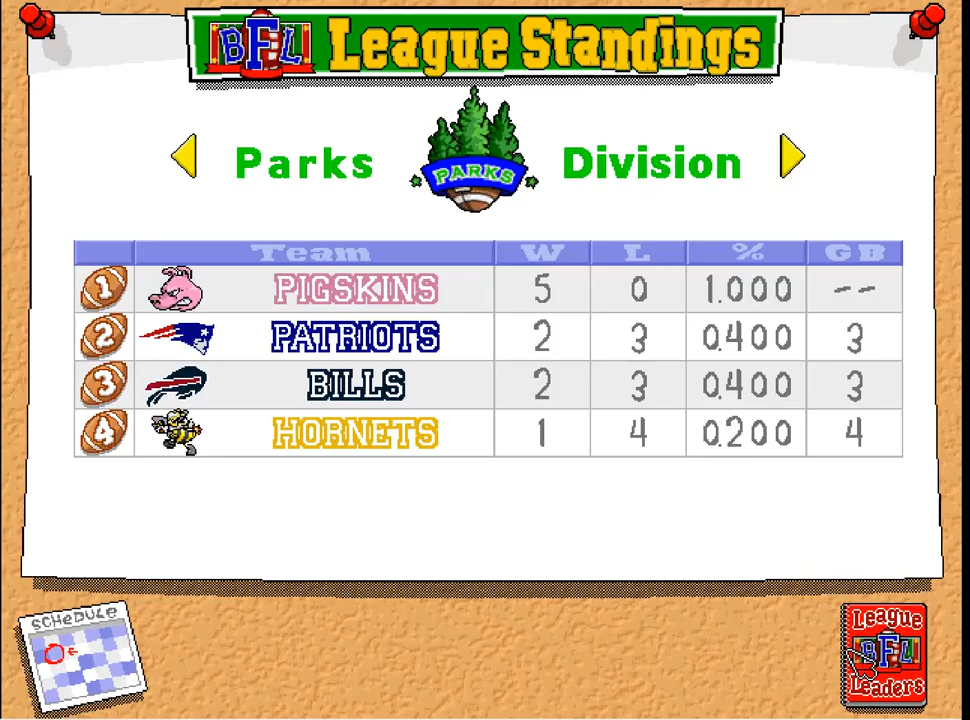 BFL League Standings
Parks PARKS Division
Team W L % GB
1 PIGSKINS 5 0 1.000 --
2 PATRIOTS 2 3 0.400 3
3 BILLS 2 3 0.400 3
4 HORNETS 1 4 0.200 4
SCHEDULE
League
BFL
Leaders